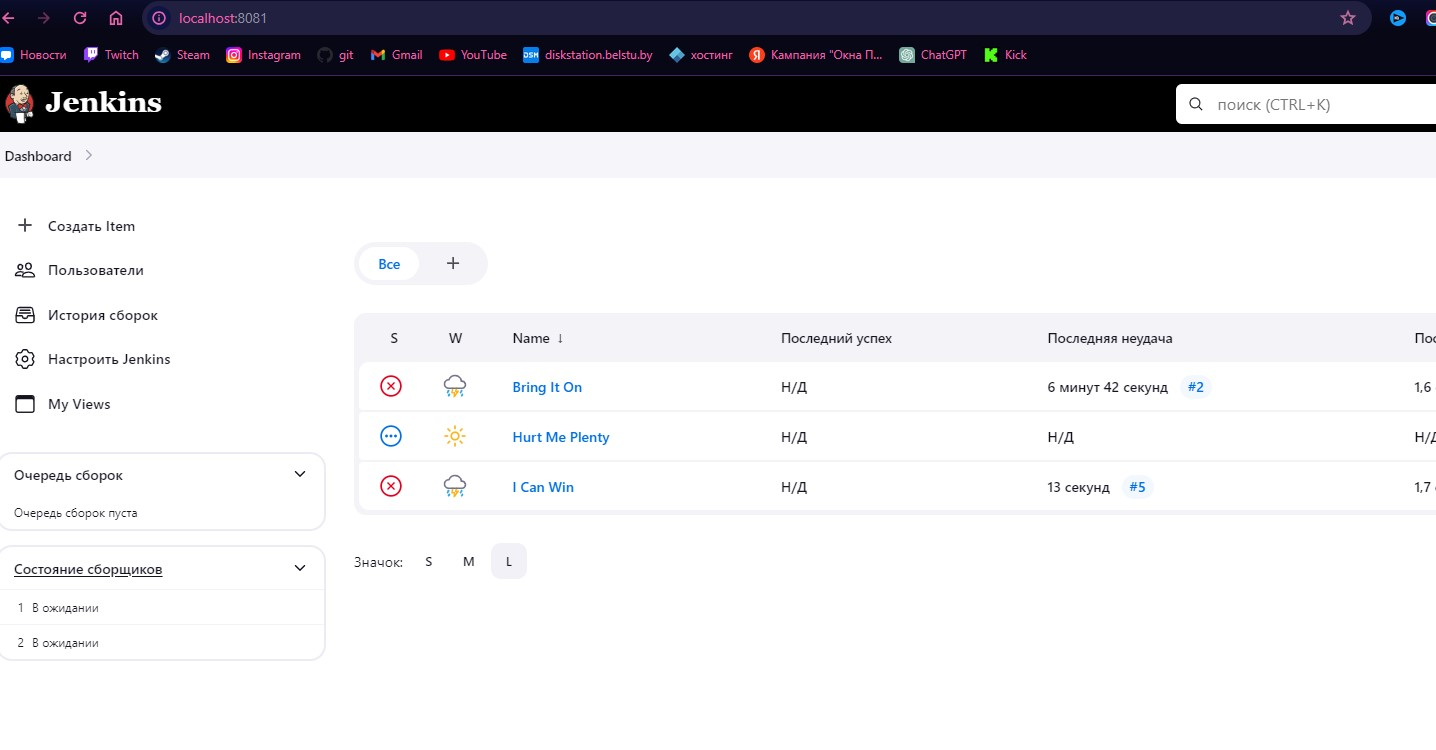 localhost:8081
Новости Twitch Steam Instagram git Gmail YouTube DSM diskstation.belstu.by хостинг Я Кампания "Окна П... ChatGPT Kick
Jenkins
поиск (CTRL+K)
Dashboard
Создать Item
Пользователи
История сборок
Настроить Jenkins
My Views
Очередь сборок
Очередь сборок пуста
Состояние сборщиков
1 В ожидании
2 В ожидании
Все +
S W Name ↓ Последний успех Последняя неудача Пос
Bring It On Н/Д 6 минут 42 секунд #2 1,6
Hurt Me Plenty Н/Д Н/Д Н/Д
I Can Win Н/Д 13 секунд #5 1,7
Значок: S M L